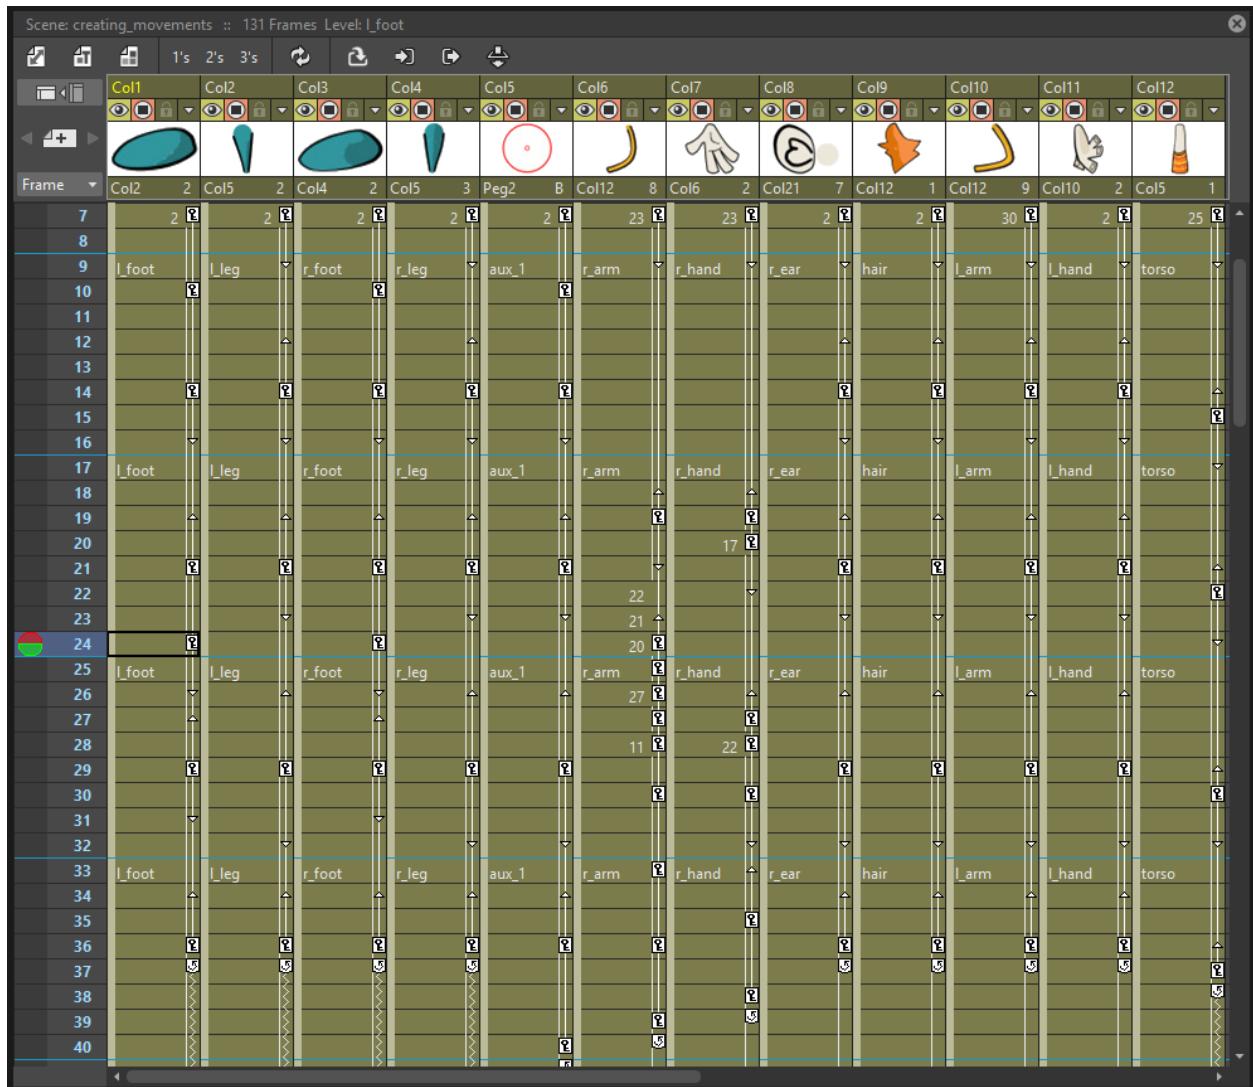 Scene: creating_movements :: 131 Frames Level: l_foot
1's 2's 3's
Col1 Col2 Col3 Col4 Col5 Col6 Col7 Col8 Col9 Col10 Col11 Col12
Frame Col2 2 Col5 2 Col4 2 Col5 3 Peg2 B Col12 8 Col6 2 Col21 7 Col12 1 Col12 9 Col10 2 Col5 1
7 2 2 2 2 2 23 23 2 2 30 2 25
8
9 l_foot l_leg r_foot r_leg aux_1 r_arm r_hand r_ear hair l_arm l_hand torso
10
11
12
13
14
15
16
17 l_foot l_leg r_foot r_leg aux_1 r_arm r_hand r_ear hair l_arm l_hand torso
18
19
20 17
21
22 22
23 21
24 20
25 l_foot l_leg r_foot r_leg aux_1 r_arm r_hand r_ear hair l_arm l_hand torso
26 27
27
28 11 22
29
30
31
32
33 l_foot l_leg r_foot r_leg aux_1 r_arm r_hand r_ear hair l_arm l_hand torso
34
35
36
37
38
39
40